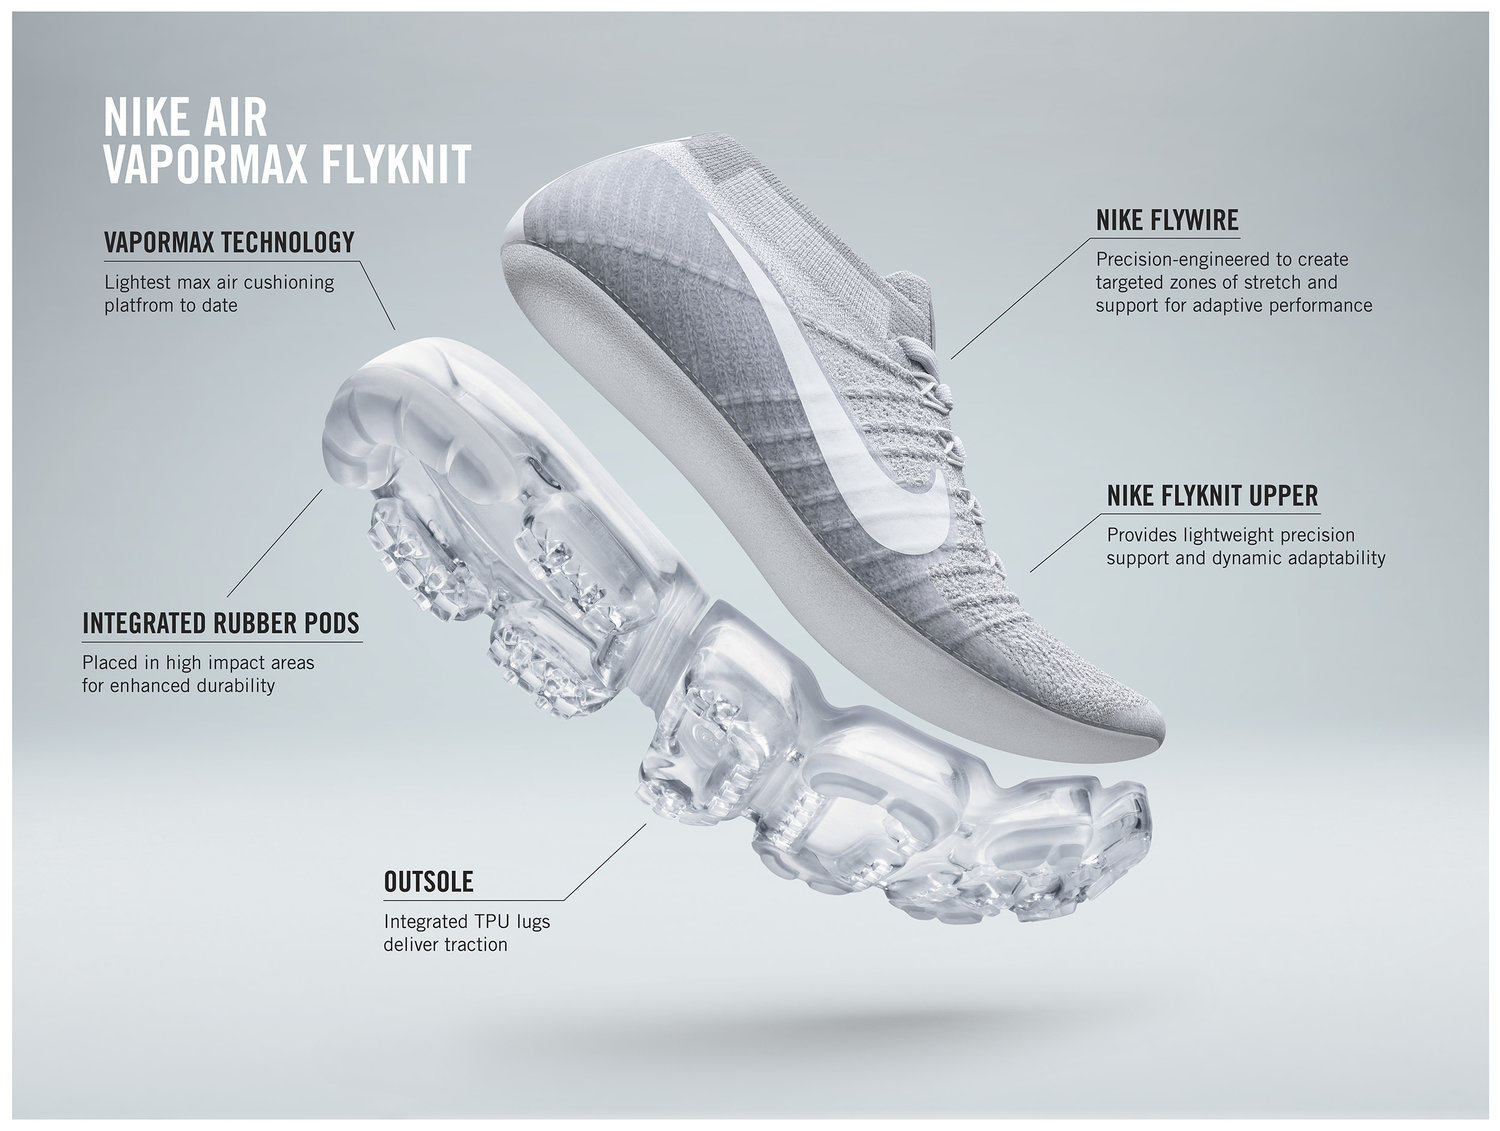 NIKE AIR
VAPORMAX FLYKNIT
VAPORMAX TECHNOLOGY
Lightest max air cushioning
platfrom to date
NIKE FLYWIRE
Precision-engineered to create
targeted zones of stretch and
support for adaptive performance
NIKE FLYKNIT UPPER
Provides lightweight precision
support and dynamic adaptability
INTEGRATED RUBBER PODS
Placed in high impact areas
for enhanced durability
OUTSOLE
Integrated TPU lugs
deliver traction